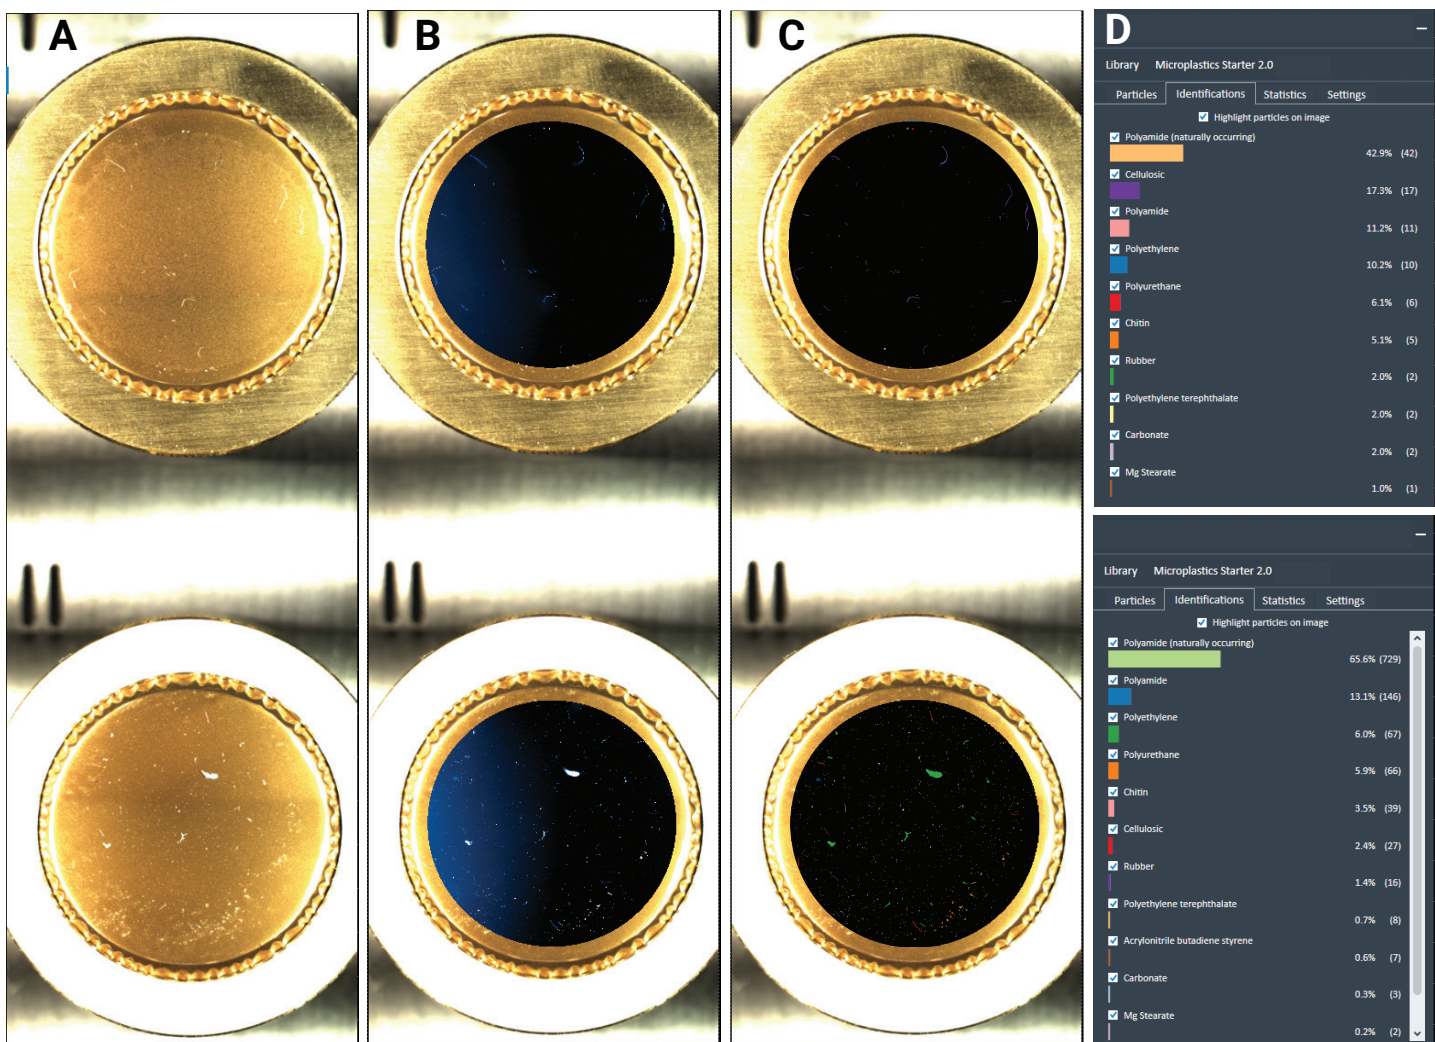 A
B
C
D
Library Microplastics Starter 2.0
Particles Identifications Statistics Settings
Highlight particles on image
Polyamide (naturally occurring)
42.9% (42)
Cellulosic
17.3% (17)
Polyamide
11.2% (11)
Polyethylene
10.2% (10)
Polyurethane
6.1% (6)
Chitin
5.1% (5)
Rubber
2.0% (2)
Polyethylene terephthalate
2.0% (2)
Carbonate
2.0% (2)
Mg Stearate
1.0% (1)
Library Microplastics Starter 2.0
Particles Identifications Statistics Settings
Highlight particles on image
Polyamide (naturally occurring)
65.6% (729)
Polyamide
13.1% (146)
Polyethylene
6.0% (67)
Polyurethane
5.9% (66)
Chitin
3.5% (39)
Cellulosic
2.4% (27)
Rubber
1.4% (16)
Polyethylene terephthalate
0.7% (8)
Acrylonitrile butadiene styrene
0.6% (7)
Carbonate
0.3% (3)
Mg Stearate
0.2% (2)